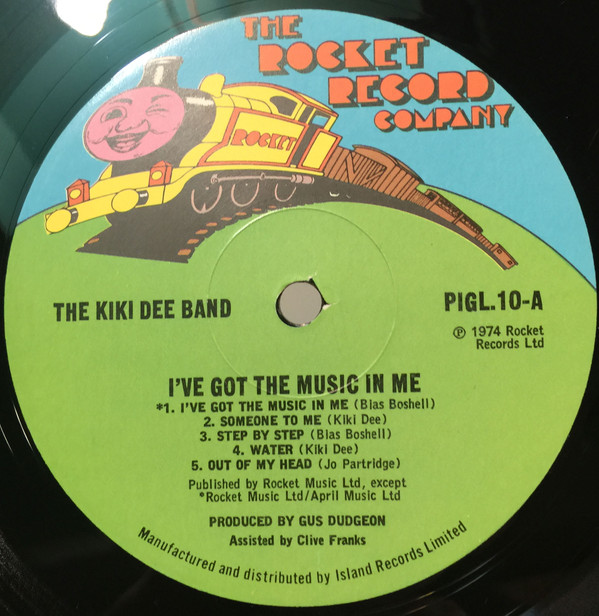 THE
ROCKET
RECORD
COMPANY
ROCKET
THE KIKI DEE BAND
PIGL.10-A
Ⓟ 1974 Rocket
Records Ltd
I'VE GOT THE MUSIC IN ME
*1. I'VE GOT THE MUSIC IN ME (Bias Boshell)
2. SOMEONE TO ME (Kiki Dee)
3. STEP BY STEP (Bias Boshell)
4. WATER (Kiki Dee)
5. OUT OF MY HEAD (Jo Partridge)
Published by Rocket Music Ltd, except
*Rocket Music Ltd/April Music Ltd
PRODUCED BY GUS DUDGEON
Assisted by Clive Franks
Manufactured and distributed by Island Records Limited